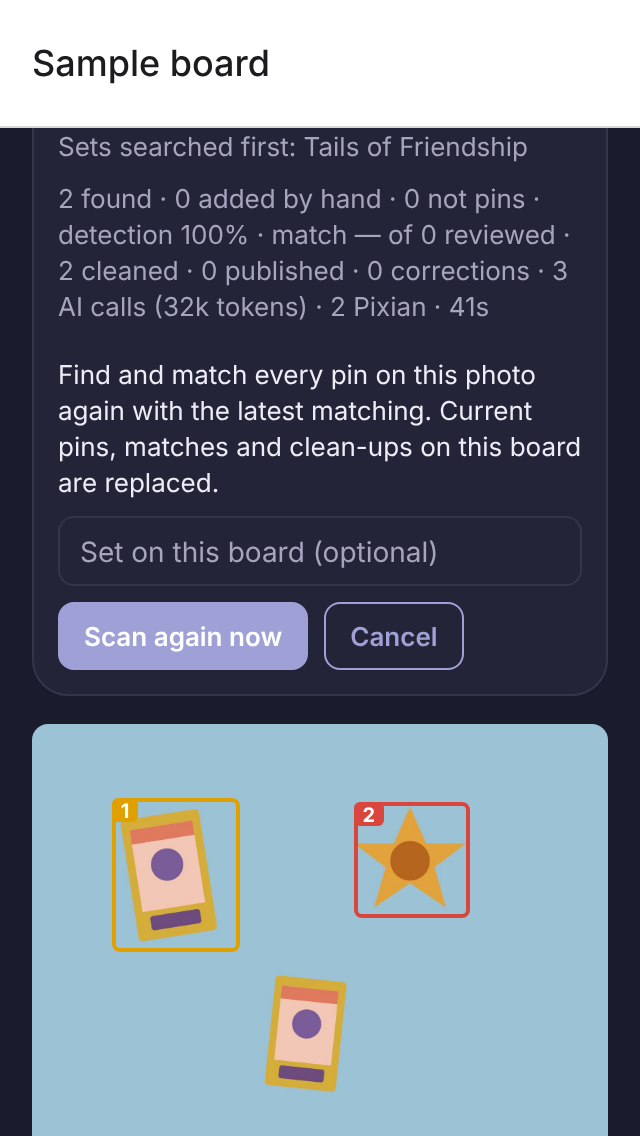 Sample board
Sets searched first: Tails of Friendship
2 found · 0 added by hand · 0 not pins ·
detection 100% · match — of 0 reviewed ·
2 cleaned · 0 published · 0 corrections · 3
AI calls (32k tokens) · 2 Pixian · 41s
Find and match every pin on this photo
again with the latest matching. Current
pins, matches and clean-ups on this board
are replaced.
Set on this board (optional)
Scan again now
Cancel
1
2